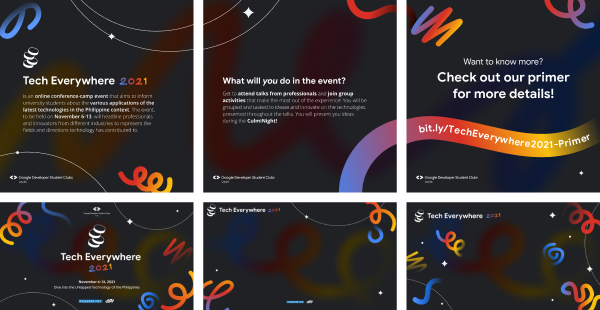 Tech Everywhere 2021
is an online conference-camp event that aims to inform
university students about the various applications of the
latest technologies in the Philippine context. The event,
to be held on November 6-13, will headline professionals
and innovators from different industries to represent the
fields and directions technology has contributed to.
Google Developer Student Clubs
What will you do in the event?
Get to attend talks from professionals and join group
activities that make the most out of the experience! You will be
grouped and tasked to ideate and innovate on the technologies
presented throughout the talks. You will present you ideas
during the CulmiNight!
Google Developer Student Clubs
Want to know more?
Check out our primer
for more details!
bit.ly/TechEverywhere2021-Primer
Google Developer Student Clubs
Tech Everywhere
2021
November 6-13, 2021
Dive Into the Untapped Technology of the Philippines
Tech Everywhere 2021
Tech Everywhere 2021